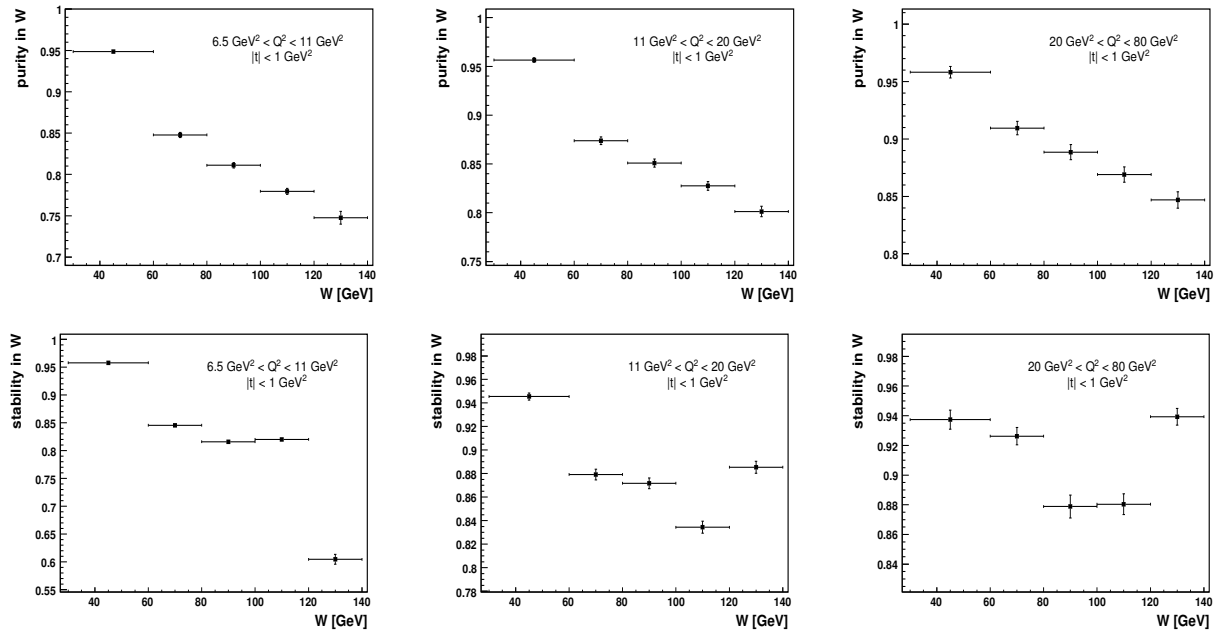 purity in W
1
0.95
0.9
0.85
0.8
0.75
0.7
6.5 GeV² < Q² < 11 GeV²
|t| < 1 GeV²
40 60 80 100 120 140
W [GeV]
purity in W
1
0.95
0.9
0.85
0.8
0.75
11 GeV² < Q² < 20 GeV²
|t| < 1 GeV²
40 60 80 100 120 140
W [GeV]
purity in W
1
0.95
0.9
0.85
0.8
20 GeV² < Q² < 80 GeV²
|t| < 1 GeV²
40 60 80 100 120 140
W [GeV]
stability in W
1
0.95
0.9
0.85
0.8
0.75
0.7
0.65
0.6
0.55
6.5 GeV² < Q² < 11 GeV²
|t| < 1 GeV²
40 60 80 100 120 140
W [GeV]
stability in W
0.98
0.96
0.94
0.92
0.9
0.88
0.86
0.84
0.82
0.8
0.78
11 GeV² < Q² < 20 GeV²
|t| < 1 GeV²
40 60 80 100 120 140
W [GeV]
stability in W
0.98
0.96
0.94
0.92
0.9
0.88
0.86
0.84
20 GeV² < Q² < 80 GeV²
|t| < 1 GeV²
40 60 80 100 120 140
W [GeV]